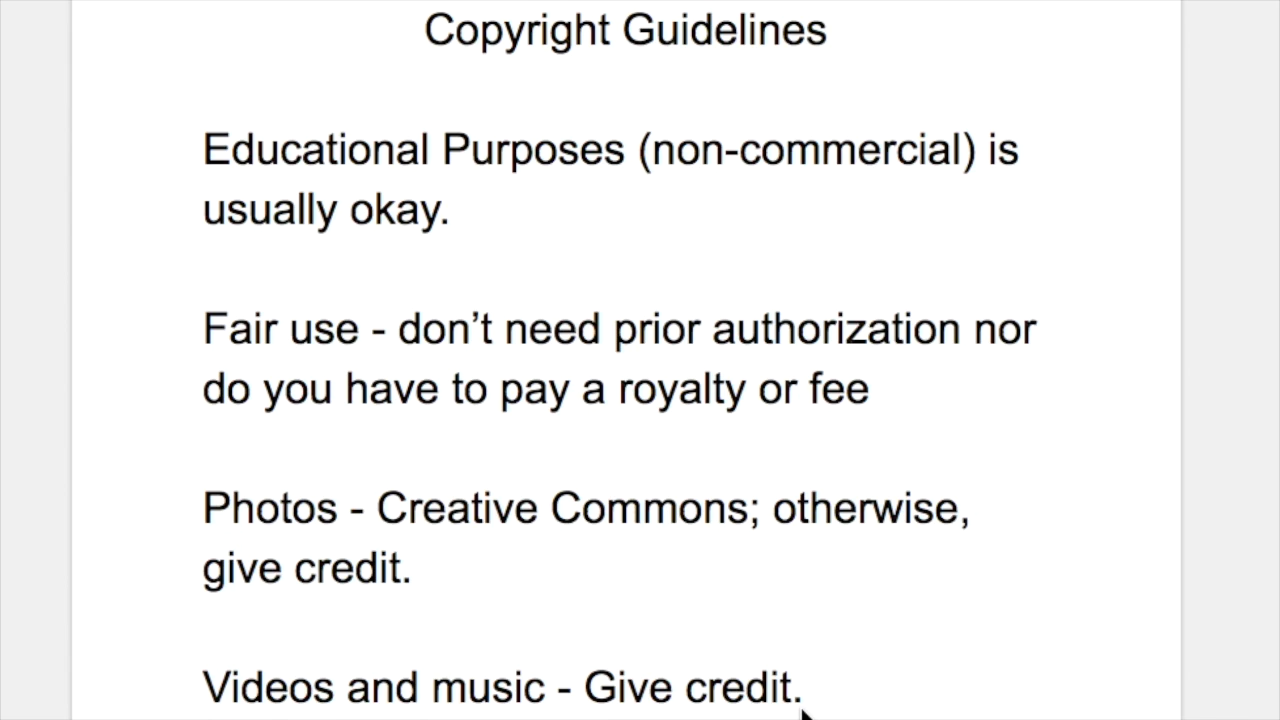 Copyright Guidelines
Educational Purposes (non-commercial) is
usually okay.
Fair use - don’t need prior authorization nor
do you have to pay a royalty or fee
Photos - Creative Commons; otherwise,
give credit.
Videos and music - Give credit.